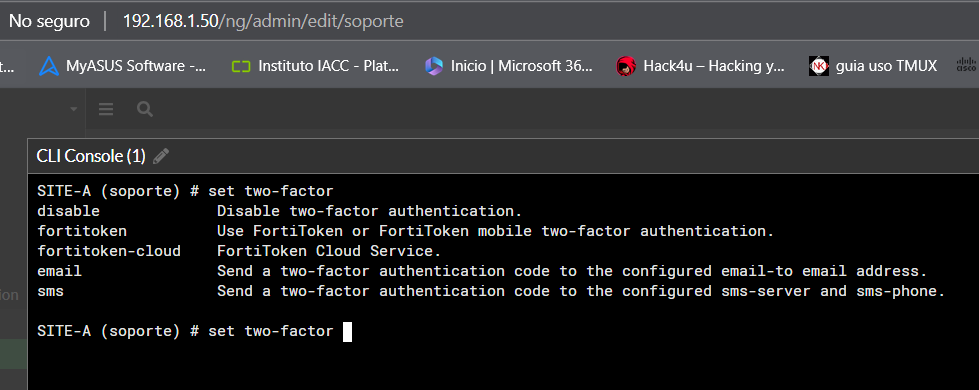 No seguro | 192.168.1.50/ng/admin/edit/soporte
t... MyASUS Software -... Instituto IACC - Plat... Inicio | Microsoft 36... Hack4u – Hacking y... NK guia uso TMUX cisco
CLI Console (1)
SITE-A (soporte) # set two-factor
disable Disable two-factor authentication.
fortitoken Use FortiToken or FortiToken mobile two-factor authentication.
fortitoken-cloud FortiToken Cloud Service.
email Send a two-factor authentication code to the configured email-to email address.
sms Send a two-factor authentication code to the configured sms-server and sms-phone.
ion
SITE-A (soporte) # set two-factor